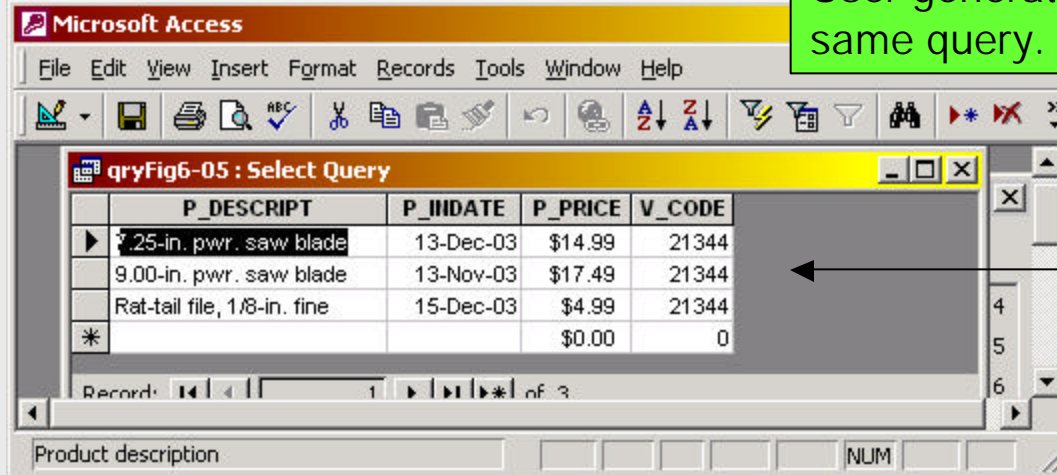 same query.
Microsoft Access
File Edit View Insert Format Records Tools Window Help
qryFig6-05 : Select Query
P_DESCRIPT P_INDATE P_PRICE V_CODE
7.25-in. pwr. saw blade 13-Dec-03 $14.99 21344
9.00-in. pwr. saw blade 13-Nov-03 $17.49 21344
Rat-tail file, 1/8-in. fine 15-Dec-03 $4.99 21344
$0.00 0
Record: 1 of 3
4
5
6
Product description NUM